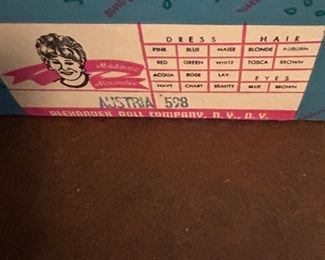 DRESS HAIR
PINK BLUE MAISE BLONDE AUBURN
RED GREEN WHITE TOSCA BROWN
Madame
ACQUA ROSE LAV EYES
Alexander
NAVY CHART BEAUTY BLUE BROWN
AUSTRIA 598
ALEXANDER DOLL COMPANY, N. Y., N. Y.